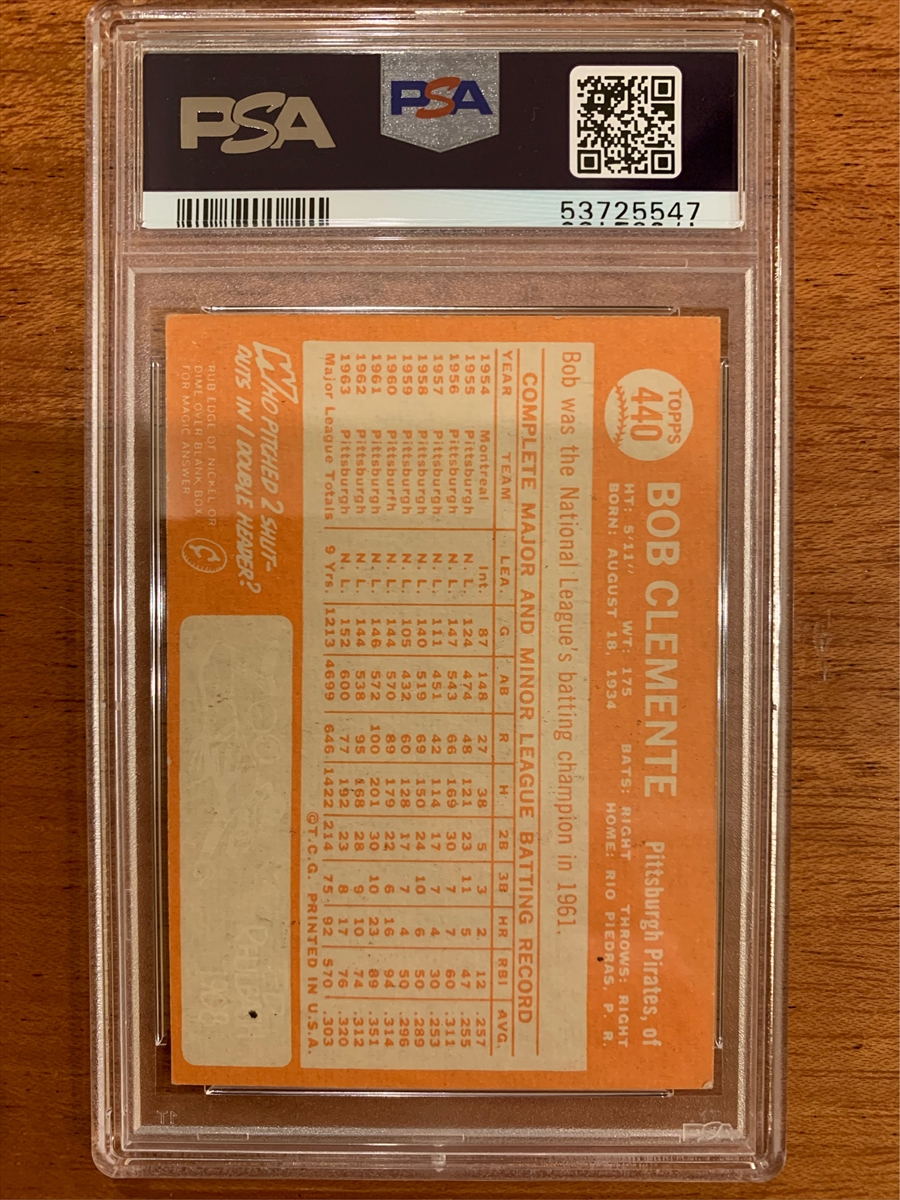 PSA
PSA
53725547
TOPPS
440
BOB CLEMENTE Pittsburgh Pirates, of
HT: 5'11" WT: 175 BATS: RIGHT THROWS: RIGHT
BORN: AUGUST 18, 1934 HOME: RIO PIEDRAS, P. R.
Bob was the National League's batting champion in 1961
COMPLETE MAJOR AND MINOR LEAGUE BATTING RECORD
YEAR TEAM LEA. G AB R H 2B 3B HR RBI AVG.
1954 Montreal Int. 87 148 27 38 5 3 2 12 .257
1955 Pittsburgh N. L. 124 474 48 121 23 11 5 47 .255
1956 Pittsburgh N. L. 147 543 66 169 30 7 7 60 .311
1957 Pittsburgh N. L. 111 451 42 114 17 7 4 30 .253
1958 Pittsburgh N. L. 140 519 69 150 24 10 6 50 .289
1959 Pittsburgh N. L. 105 432 60 128 17 7 4 50 .296
1960 Pittsburfh N. L. 144 570 89 179 22 6 16 94 .314
1961 Pittsburgh N. L. 146 572 100 201 30 10 23 89 .351
1962 Pittsburgh N. L. 144 538 95 168 28 9 10 74 .312
1963 Pittsburgh N. L. 152 600 77 192 23 8 17 76 .320
Major League Totals 9 Yrs. 1213 4699 646 1422 214 75 92 570 .303
©T.C.G. PRINTED IN U.S.A.
WHO PITCHED 2 SHUT-
OUTS IN 1 DOUBLE HEADER?
RUB EDGE OF NICKEL OR
DIME OVER BLANK BOX
FOR MAGIC ANSWER
PSA